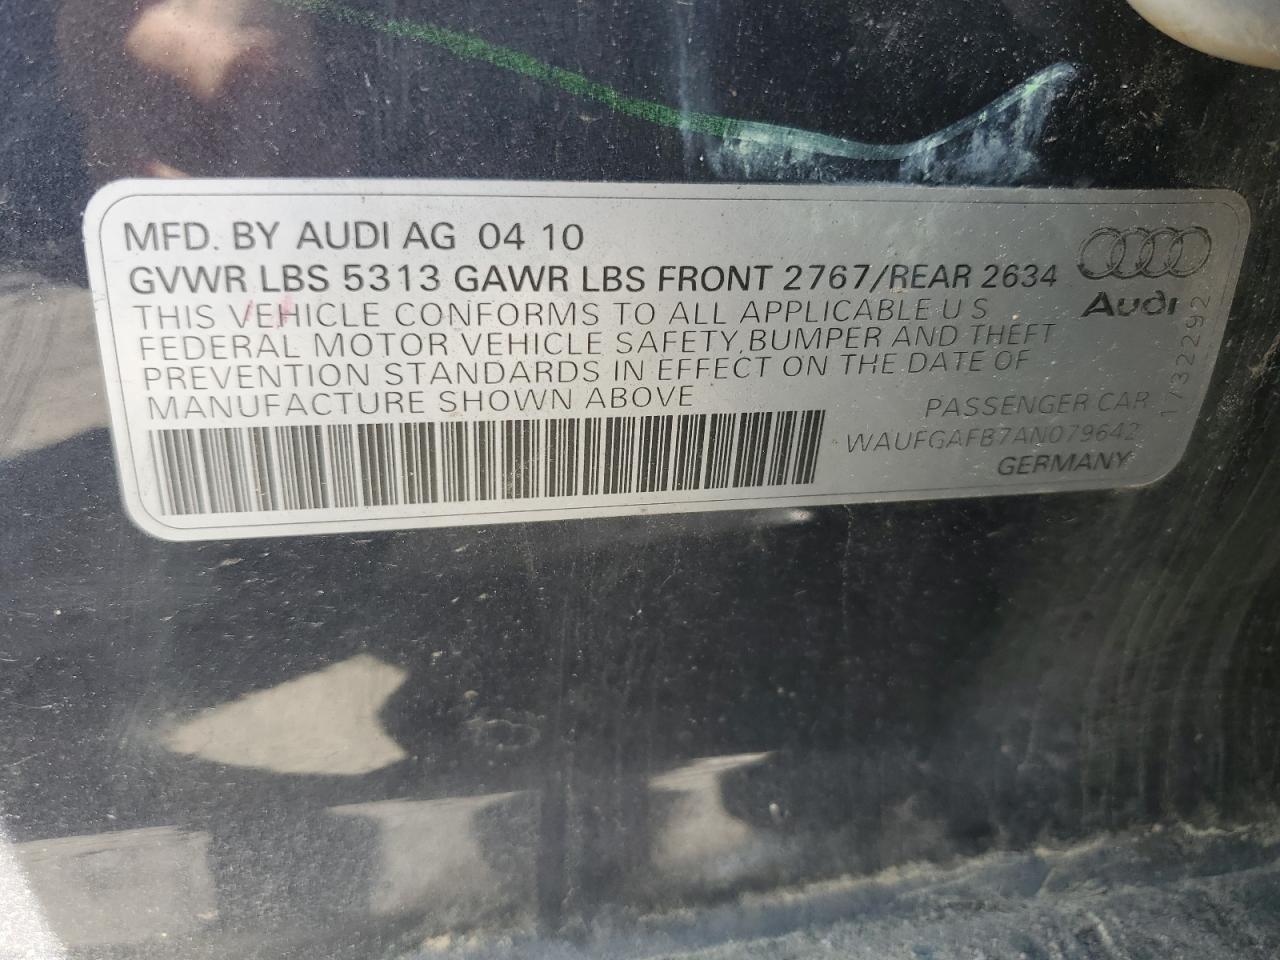 MFD. BY AUDI AG 04 10
GVWR LBS 5313 GAWR LBS FRONT 2767/REAR 2634
THIS VEHICLE CONFORMS TO ALL APPLICABLE U S
FEDERAL MOTOR VEHICLE SAFETY, BUMPER AND THEFT
PREVENTION STANDARDS IN EFFECT ON THE DATE OF
MANUFACTURE SHOWN ABOVE
Audi
PASSENGER CAR
WAUFGAFB7AN079642
GERMANY
1732292